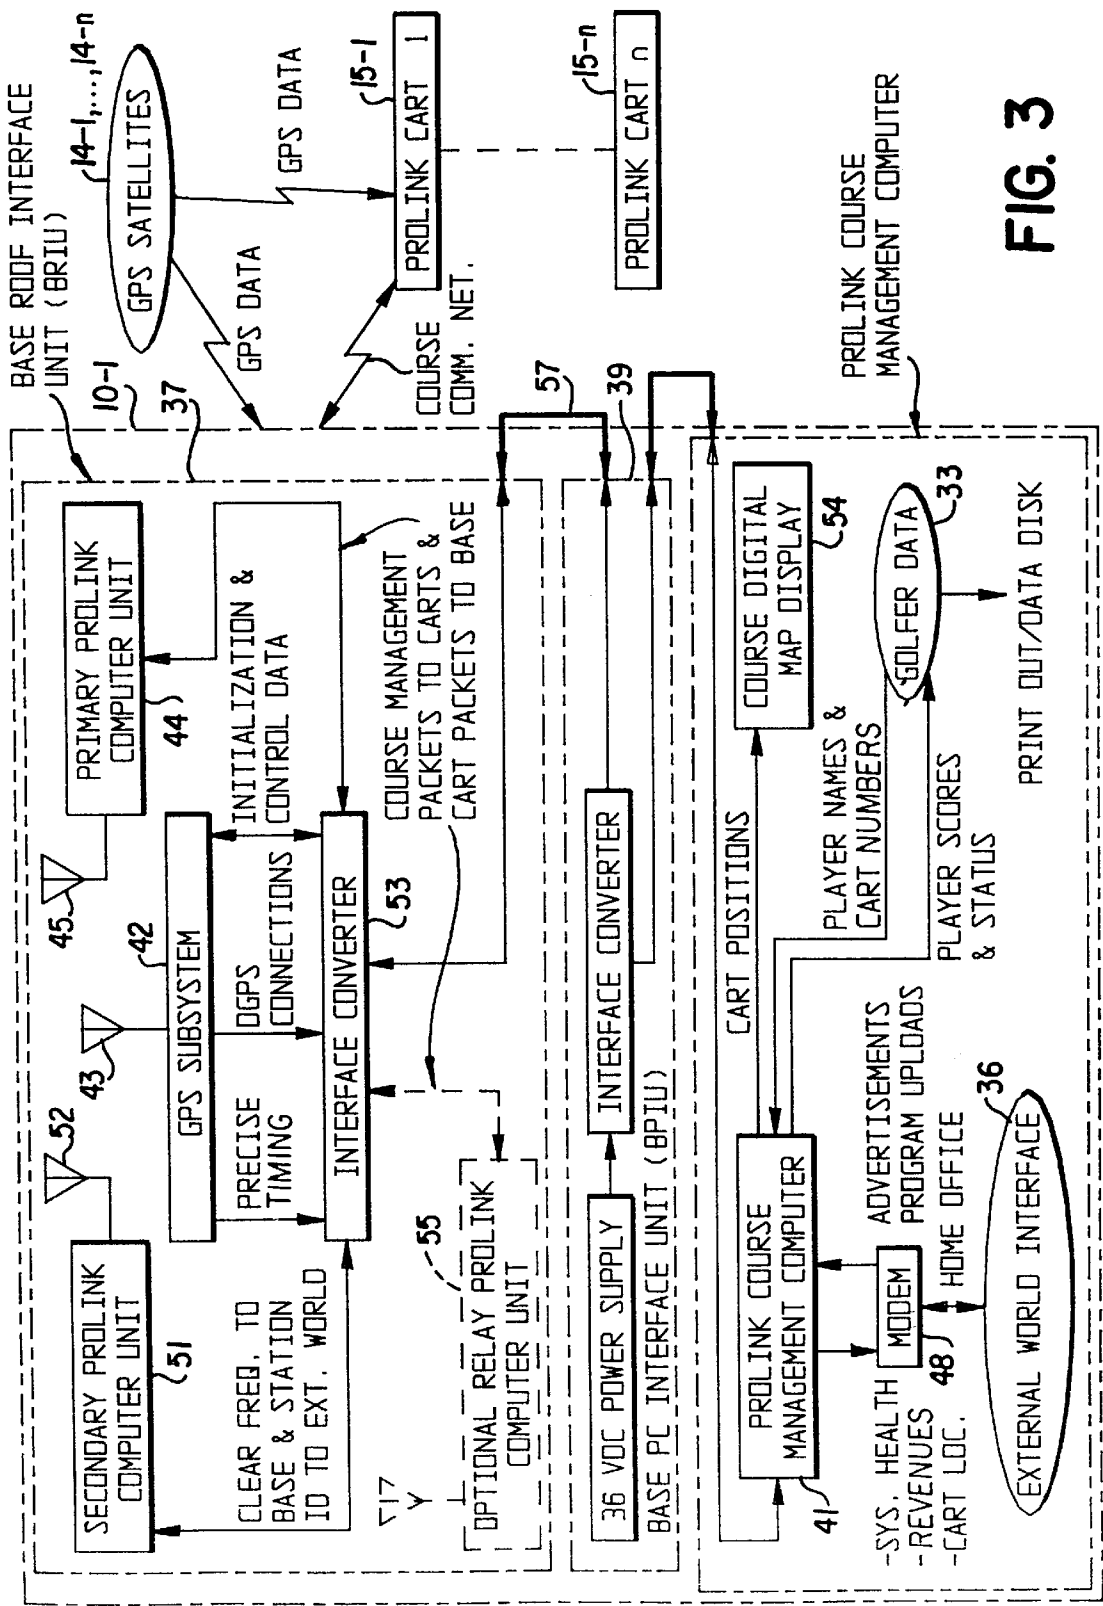 BASE ROOF INTERFACE
UNIT (BRIU)
10-1
37
14-1,...,14-n
GPS SATELLITES
GPS DATA
GPS DATA
15-1
PROLINK CART 1
15-n
PROLINK CART n
COURSE
COMM. NET.
57
39
PROLINK COURSE
MANAGEMENT COMPUTER
FIG. 3
SECONDARY PROLINK
COMPUTER UNIT
51
52
43
45
PRIMARY PROLINK
COMPUTER UNIT
44
42
GPS SUBSYSTEM
PRECISE
TIMING
DGPS
CONNECTIONS
INITIALIZATION &
CONTROL DATA
INTERFACE CONVERTER
53
CLEAR FREQ. TO
BASE & STATION
ID TO EXT. WORLD
COURSE MANAGEMENT
PACKETS TO CARTS &
CART PACKETS TO BASE
17
55
OPTIONAL RELAY PROLINK
COMPUTER UNIT
36 VDC POWER SUPPLY
INTERFACE CONVERTER
BASE PC INTERFACE UNIT (BPIU)
CART POSITIONS
COURSE DIGITAL
MAP DISPLAY
54
PROLINK COURSE
MANAGEMENT COMPUTER
41
PLAYER NAMES &
CART NUMBERS
GOLFER DATA
33
PLAYER SCORES
& STATUS
PRINT OUT/DATA DISK
-SYS. HEALTH
-REVENUES
-CART LOC.
MODEM
48
ADVERTISEMENTS
PROGRAM UPLOADS
HOME OFFICE
36
EXTERNAL WORLD INTERFACE